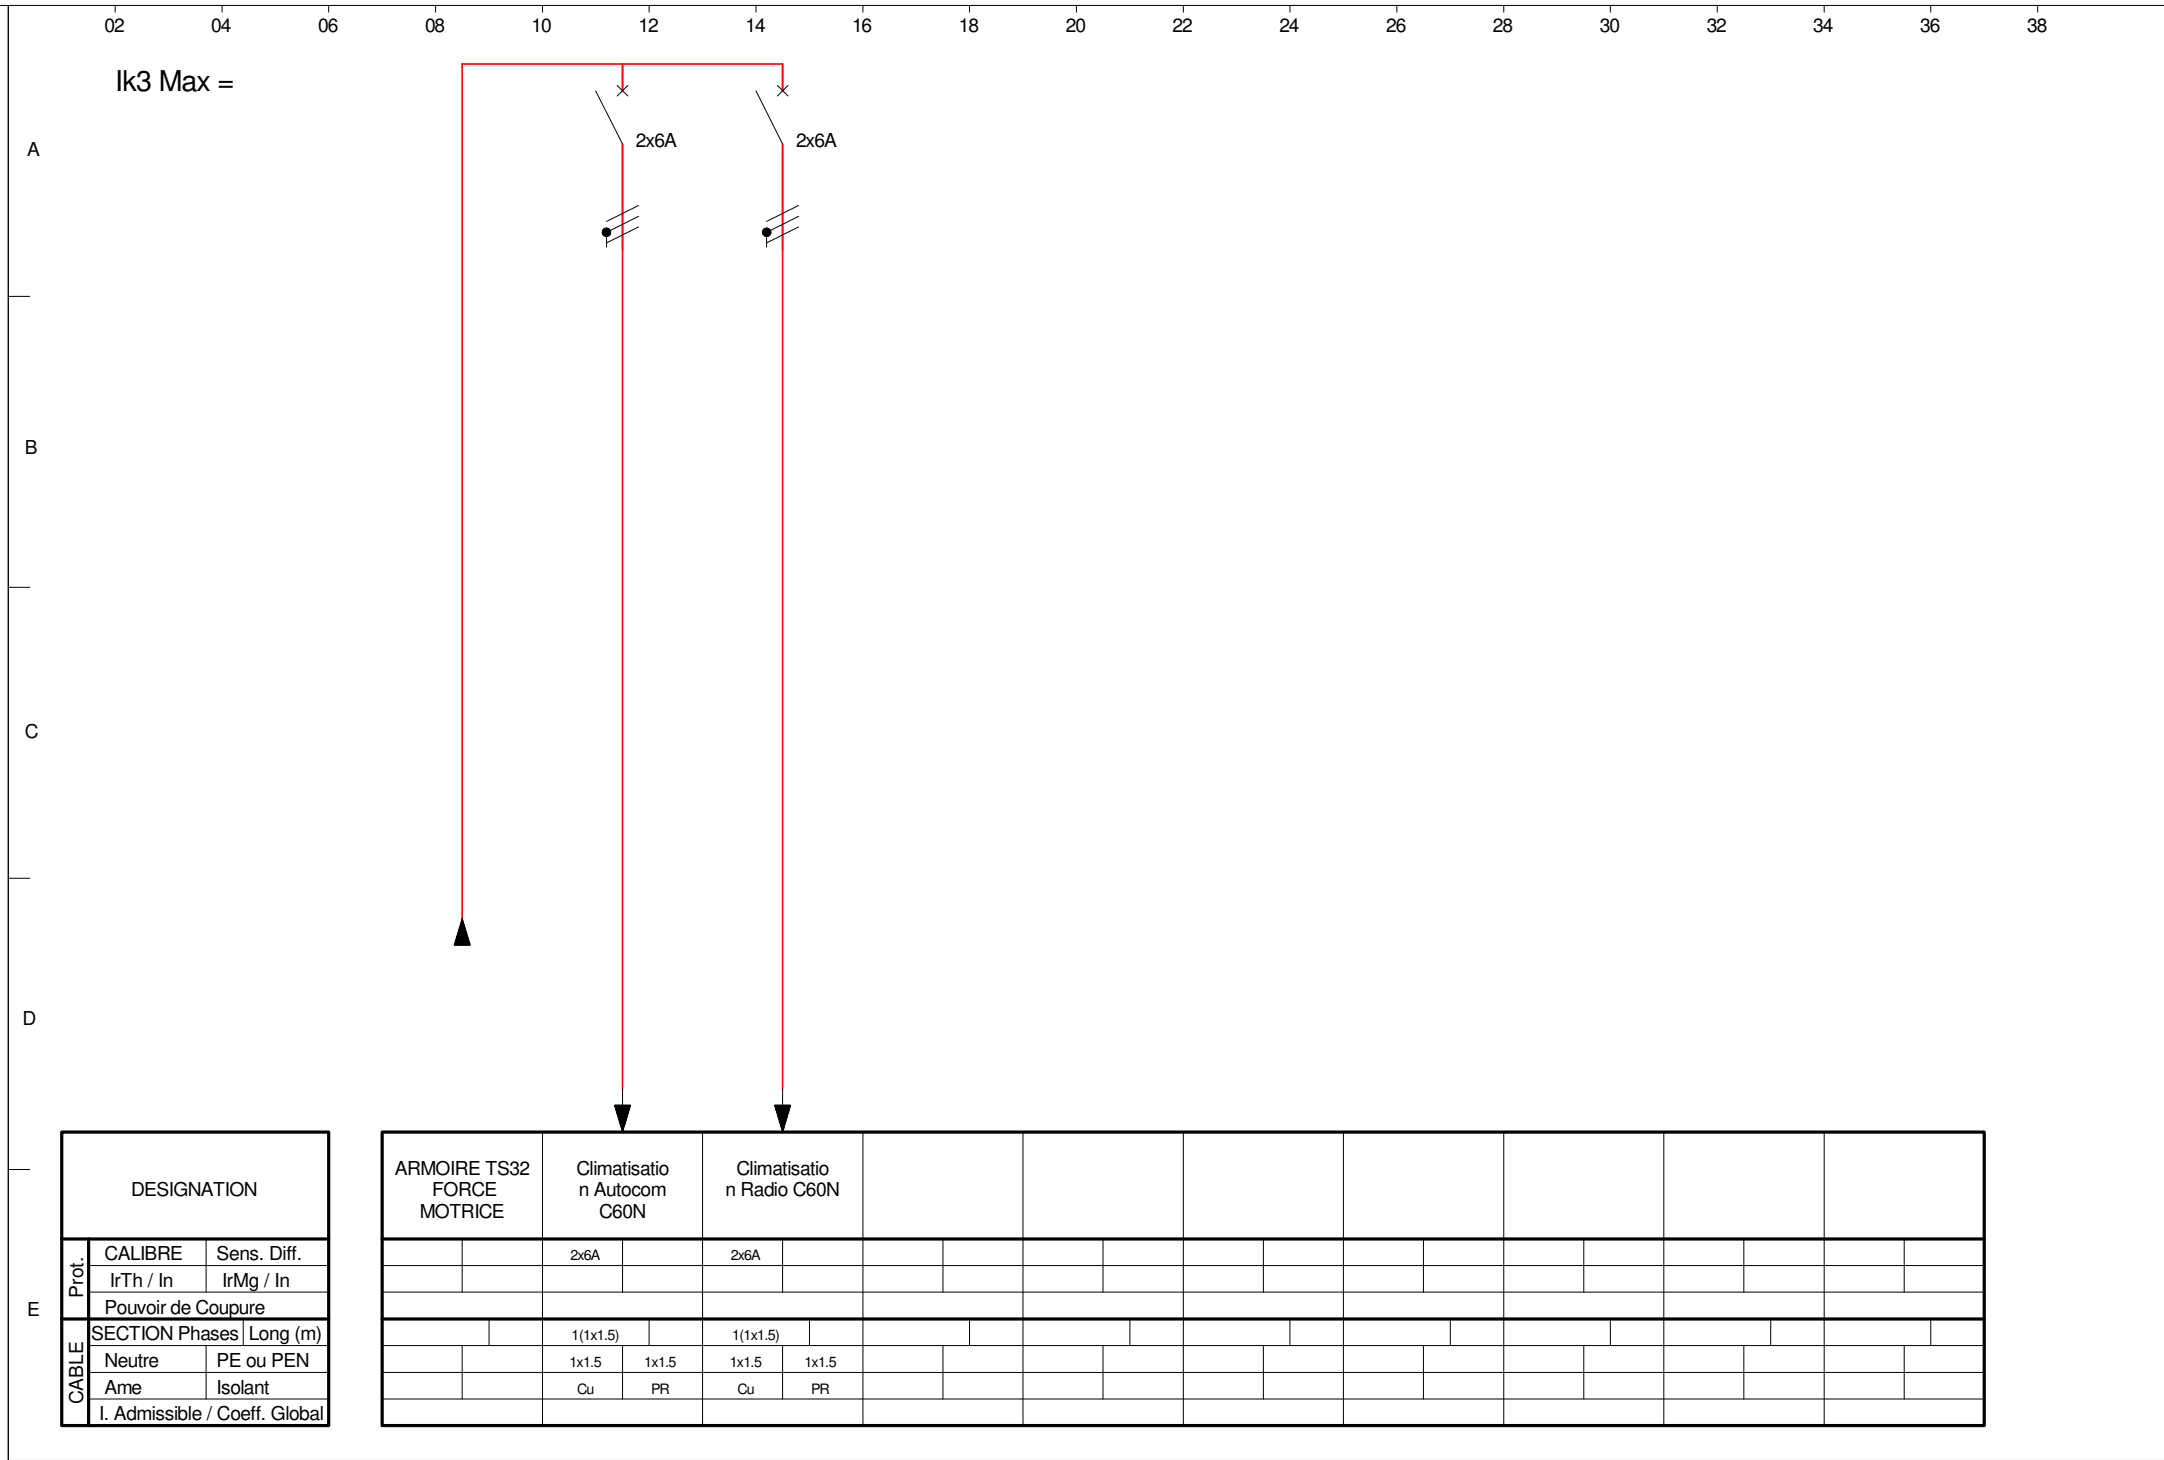 02 04 06 08 10 12 14 16 18 20 22 24 26 28 30 32 34 36 38
Ik3 Max =
A
2x6A 2x6A
B
C
D
E
DESIGNATION
ARMOIRE TS32
FORCE
MOTRICE
Climatisatio
n Autocom
C60N
Climatisatio
n Radio C60N
Prot.
CALIBRE Sens. Diff. 2x6A 2x6A
IrTh / In IrMg / In
Pouvoir de Coupure
CABLE
SECTION Phases Long (m) 1(1x1.5) 1(1x1.5)
Neutre PE ou PEN 1x1.5 1x1.5 1x1.5 1x1.5
Ame Isolant Cu PR Cu PR
I. Admissible / Coeff. Global